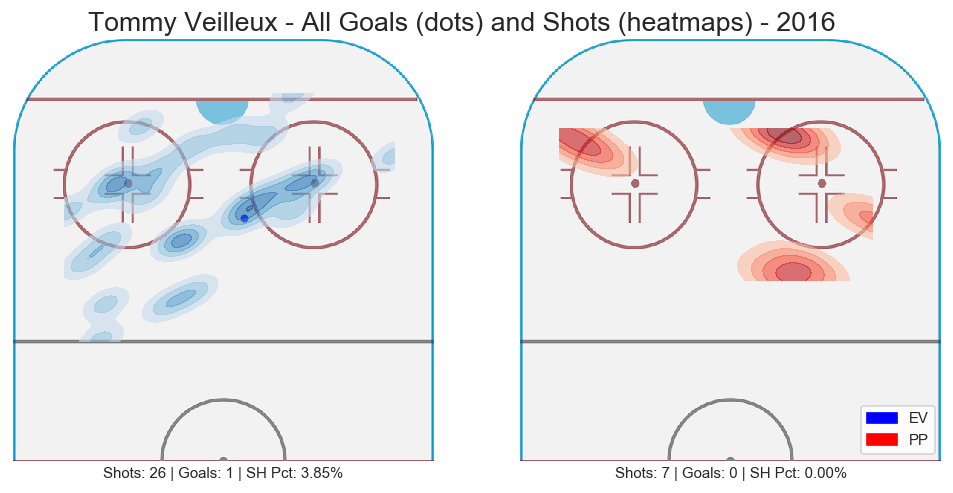 Tommy Veilleux - All Goals (dots) and Shots (heatmaps) - 2016
EV
PP
Shots: 26 | Goals: 1 | SH Pct: 3.85%
Shots: 7 | Goals: 0 | SH Pct: 0.00%